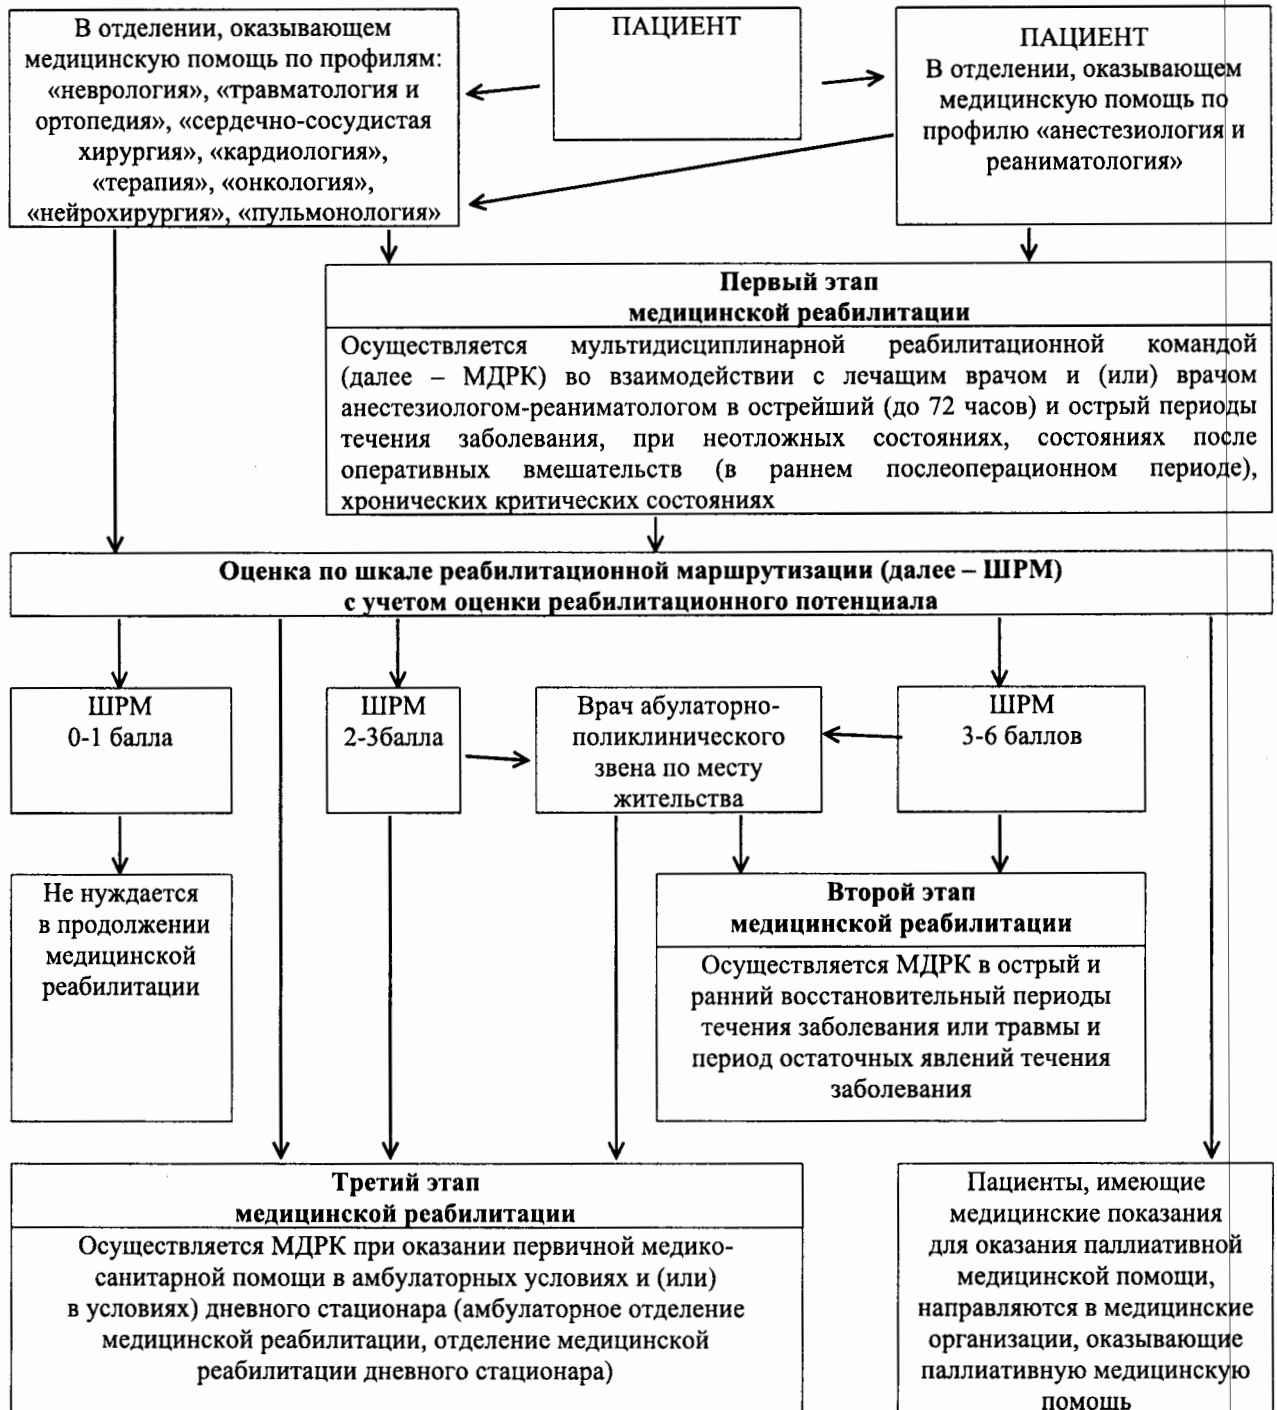 В отделении, оказывающем
медицинскую помощь по профилям:
«неврология», «травматология и
ортопедия», «сердечно-сосудистая
хирургия», «кардиология»,
«терапия», «онкология»,
«нейрохирургия», «пульмонология»
ПАЦИЕНТ
ПАЦИЕНТ
В отделении, оказывающем
медицинскую помощь по
профилю «анестезиология и
реаниматология»
Первый этап
медицинской реабилитации
Осуществляется мультидисциплинарной реабилитационной командой
(далее – МДРК) во взаимодействии с лечащим врачом и (или) врачом
анестезиологом-реаниматологом в острейший (до 72 часов) и острый периоды
течения заболевания, при неотложных состояниях, состояниях после
оперативных вмешательств (в раннем послеоперационном периоде),
хронических критических состояниях
Оценка по шкале реабилитационной маршрутизации (далее – ШРМ)
с учетом оценки реабилитационного потенциала
ШРМ
0-1 балла
ШРМ
2-3балла
Врач абулаторно-
поликлинического
звена по месту
жительства
ШРМ
3-6 баллов
Не нуждается
в продолжении
медицинской
реабилитации
Второй этап
медицинской реабилитации
Осуществляется МДРК в острый и
ранний восстановительный периоды
течения заболевания или травмы и
период остаточных явлений течения
заболевания
Третий этап
медицинской реабилитации
Осуществляется МДРК при оказании первичной медико-
санитарной помощи в амбулаторных условиях и (или)
в условиях) дневного стационара (амбулаторное отделение
медицинской реабилитации, отделение медицинской
реабилитации дневного стационара)
Пациенты, имеющие
медицинские показания
для оказания паллиативной
медицинской помощи,
направляются в медицинские
организации, оказывающие
паллиативную медицинскую
помощь